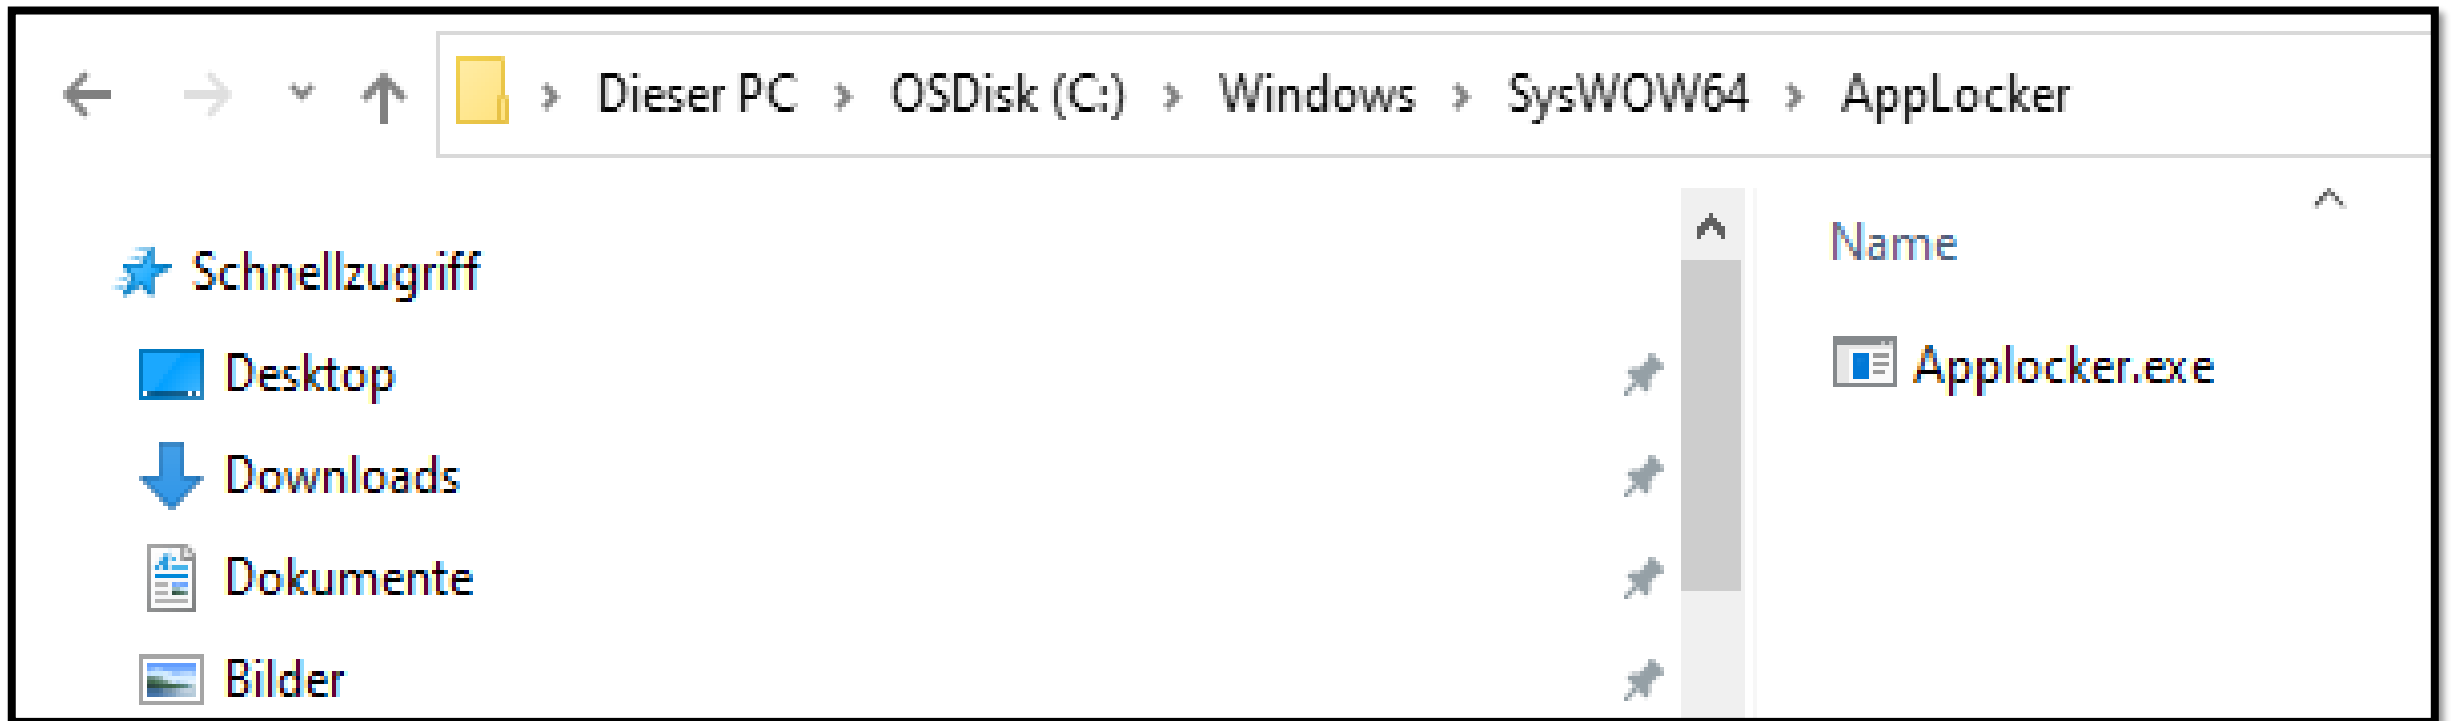 Dieser PC > OSDisk (C:) > Windows > SysWOW64 > AppLocker
Schnellzugriff
Desktop
Downloads
Dokumente
Bilder
Name
Applocker.exe